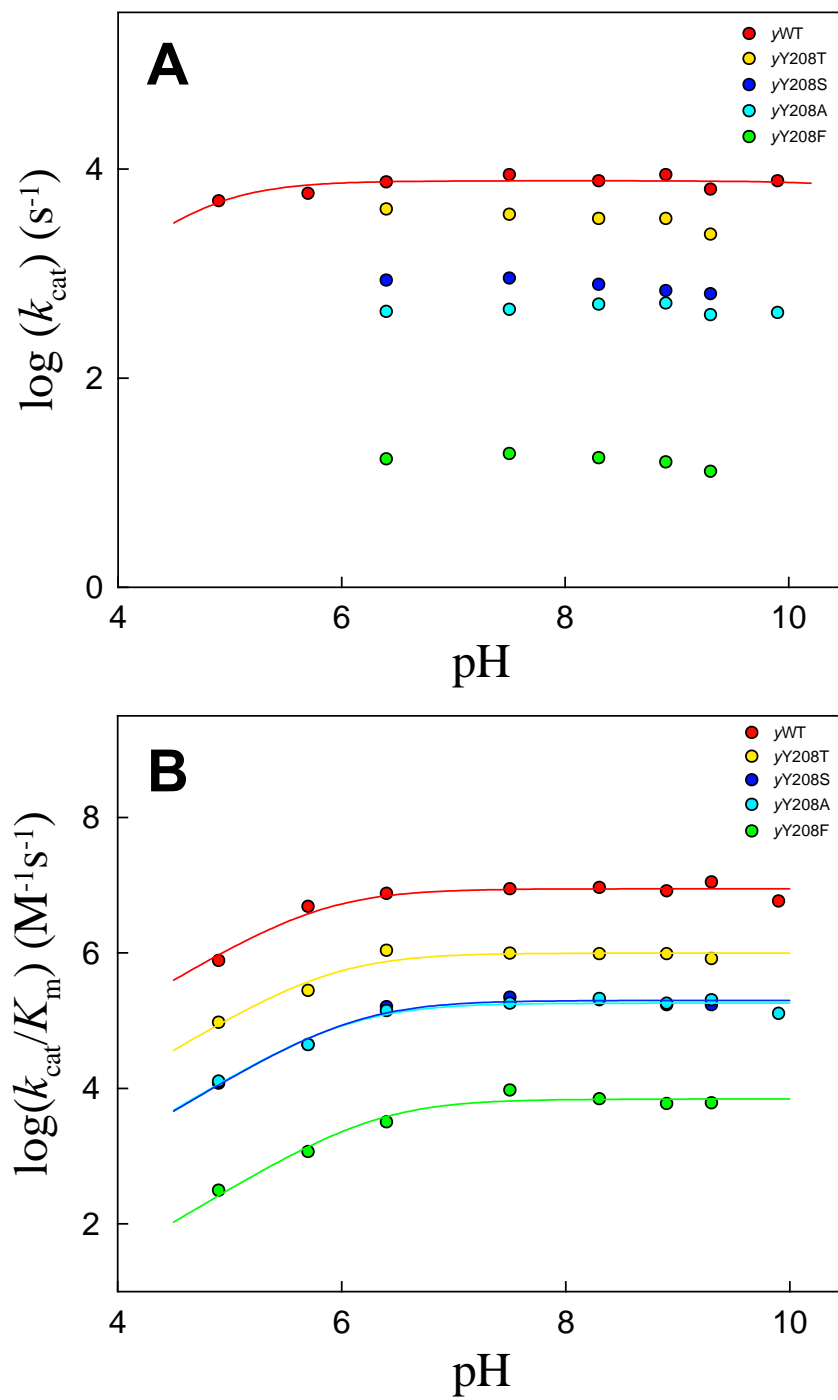 A
yWT
yY208T
yY208S
yY208A
yY208F
log (kcat) (s-1)
4
2
0
4 6 8 10
pH
B
yWT
yY208T
yY208S
yY208A
yY208F
log(kcat/Km) (M-1s-1)
8
6
4
2
4 6 8 10
pH